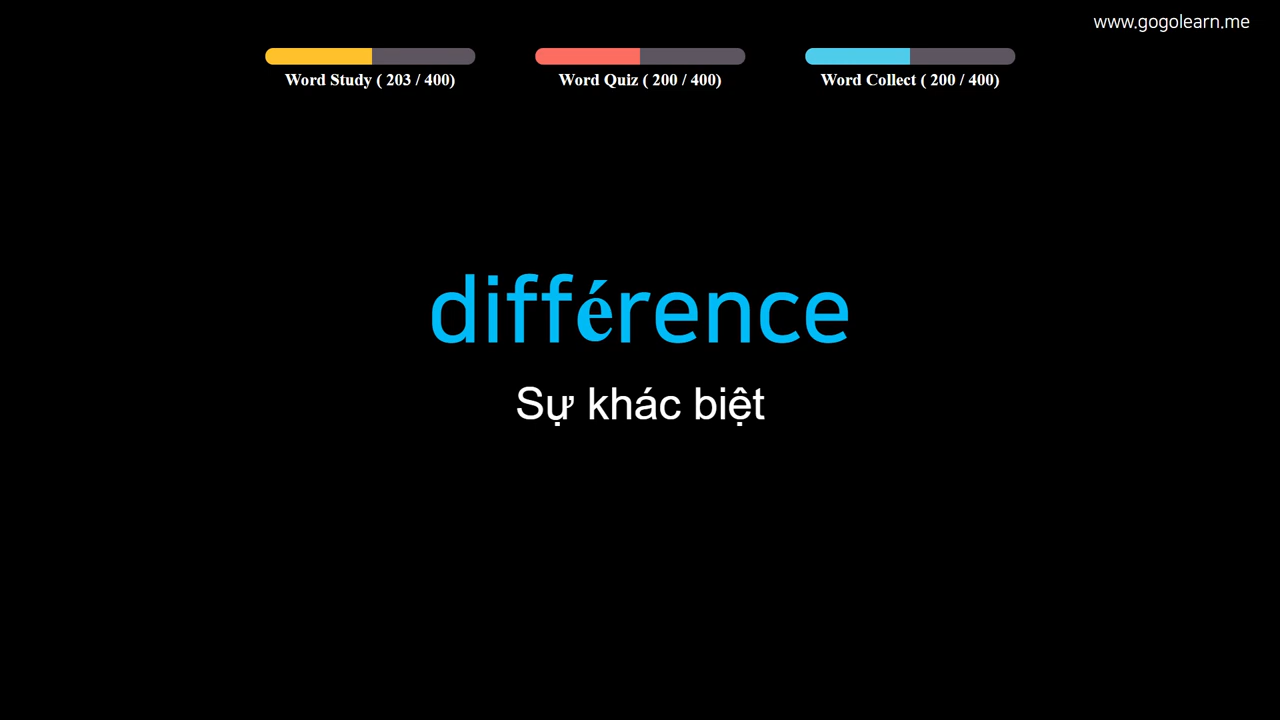 www.gogolearn.me
Word Study ( 203 / 400)
Word Quiz ( 200 / 400)
Word Collect ( 200 / 400)
différence
Sự khác biệt